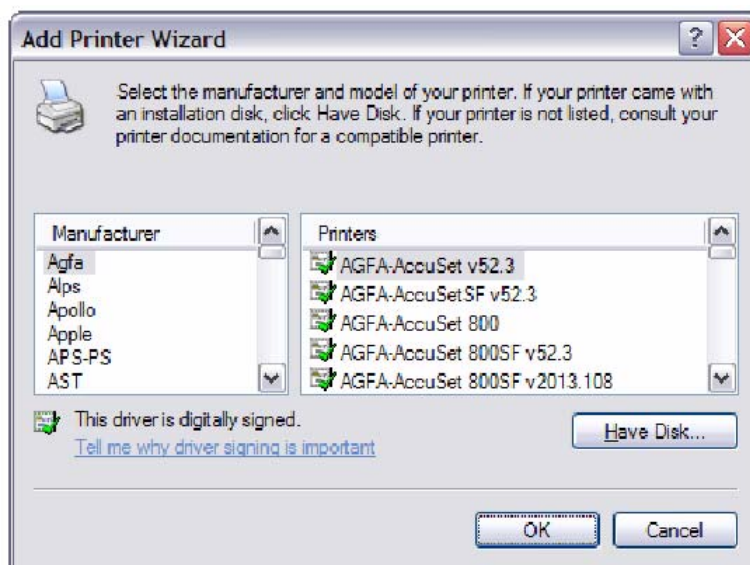 Add Printer Wizard
Select the manufacturer and model of your printer. If your printer came with
an installation disk, click Have Disk. If your printer is not listed, consult your
printer documentation for a compatible printer.
Manufacturer
Agfa
Alps
Apollo
Apple
APS-PS
AST
Printers
AGFA-AccuSet v52.3
AGFA-AccuSetSF v52.3
AGFA-AccuSet 800
AGFA-AccuSet 800SF v52.3
AGFA-AccuSet 800SF v2013.108
This driver is digitally signed.
Tell me why driver signing is important
Have Disk...
OK
Cancel